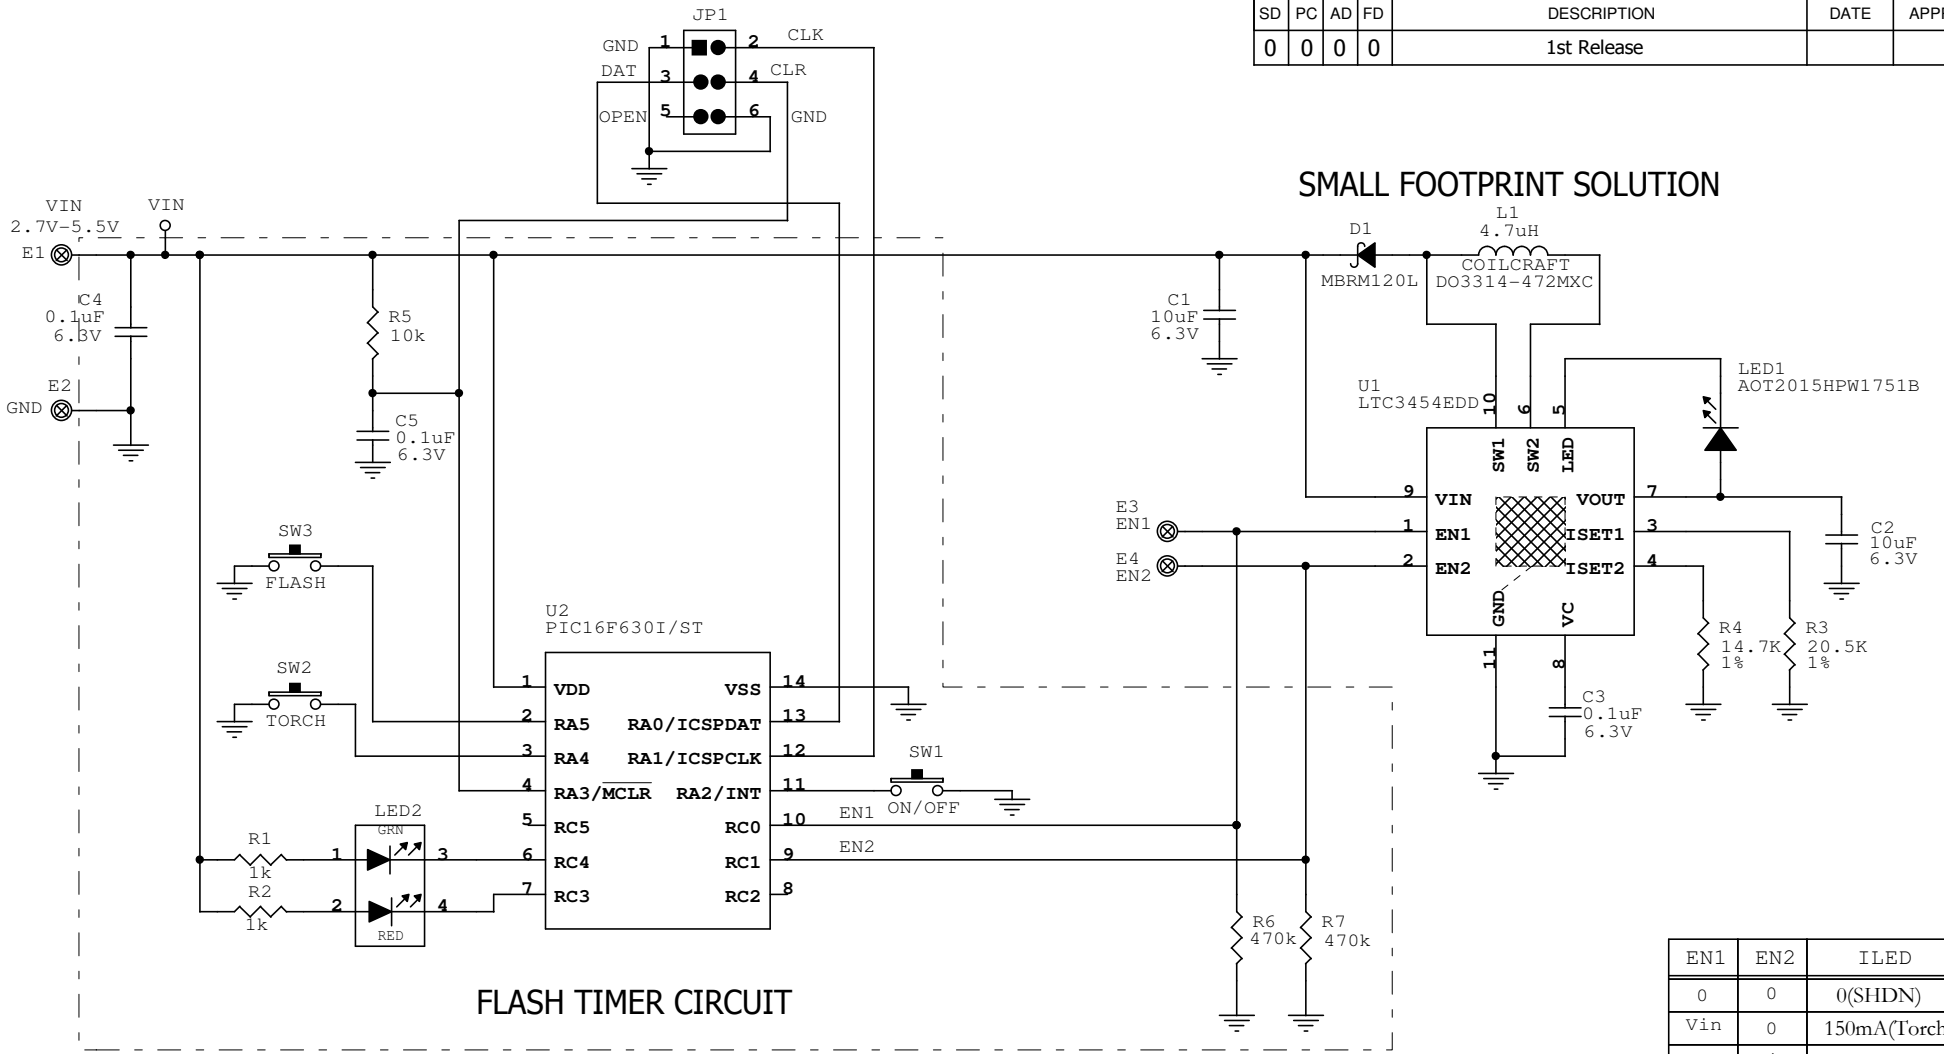 JP1
GND 1 2 CLK
DAT 3 4 CLR
OPEN 5 6 GND
SD PC AD FD DESCRIPTION DATE
0 0 0 0 1st Release
SMALL FOOTPRINT SOLUTION
VIN
2.7V-5.5V
VIN
E1
C4
0.1uF
6.3V
E2
GND
R5
10k
C5
0.1uF
6.3V
C1
10uF
6.3V
D1
MBRM120L
L1
4.7uH
COILCRAFT
DO3314-472MXC
U1
LTC3454EDD
LED1
AOT2015HPW1751B
10 6 5
SW1 SW2 LED
9 VIN VOUT 7
1 EN1 ISET1 3
2 EN2 ISET2 4
GND VC
11 8
E3
EN1
E4
EN2
C2
10uF
6.3V
R4
14.7K
1%
R3
20.5K
1%
C3
0.1uF
6.3V
SW3
FLASH
SW2
TORCH
U2
PIC16F630I/ST
1 VDD VSS 14
2 RA5 RA0/ICSPDAT 13
3 RA4 RA1/ICSPCLK 12
4 RA3/MCLR RA2/INT 11
5 RC5 RC0 10
6 RC4 RC1 9
7 RC3 RC2 8
SW1
ON/OFF
EN1
EN2
LED2
GRN
1 3
2 4
RED
R1
1k
R2
1k
R6
470k
R7
470k
FLASH TIMER CIRCUIT
EN1 EN2 ILED
0 0 0(SHDN)
Vin 0 150mA(Torch